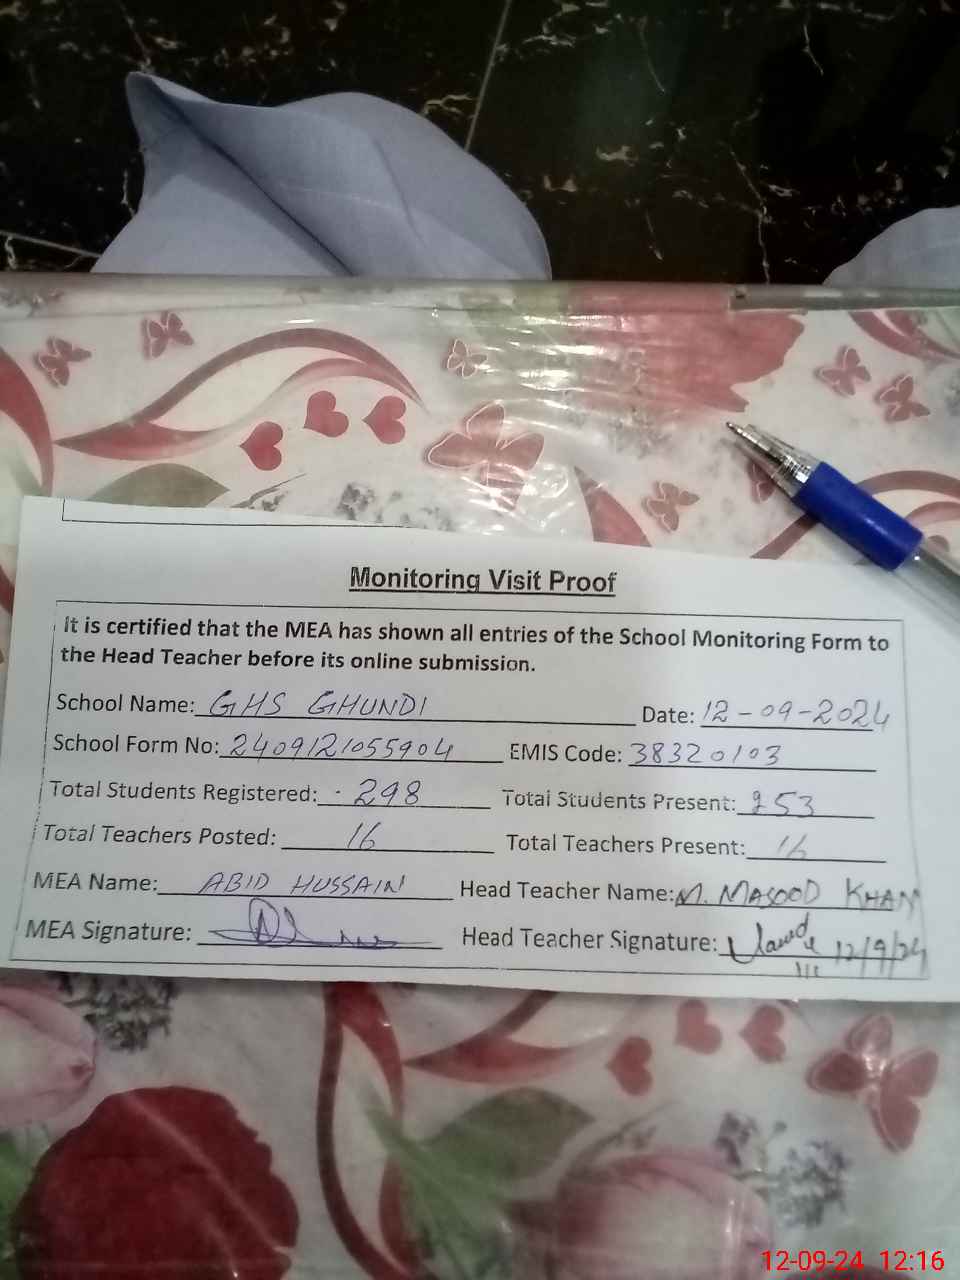 Monitoring Visit Proof
It is certified that the MEA has shown all entries of the School Monitoring Form to
the Head Teacher before its online submission.
School Name: GHS GHUNDI Date: 12-09-2024
School Form No: 2409121055904 EMIS Code: 38320103
Total Students Registered: 298 Total Students Present: 253
Total Teachers Posted: 16 Total Teachers Present: 16
MEA Name: ABID HUSSAIN Head Teacher Name: M. MASOOD KHAN
MEA Signature: Head Teacher Signature: 12/9/24
12-09-24 12:16